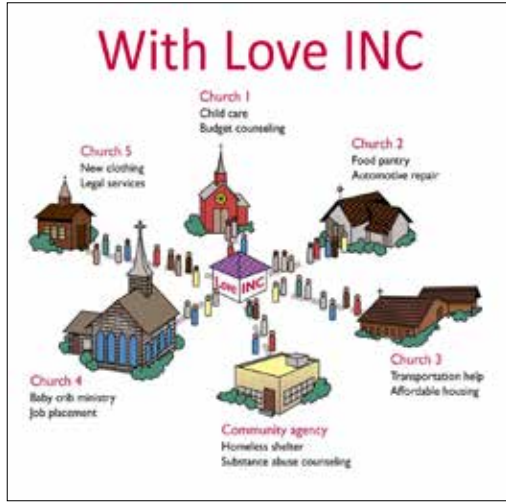 With Love INC
Church 1
Child care
Budget counseling
Church 2
Food pantry
Automotive repair
Church 5
New clothing
Legal services
Love INC
Church 3
Transportation help
Affordable housing
Church 4
Baby crib ministry
Job placement
Community agency
Homeless shelter
Substance abuse counseling